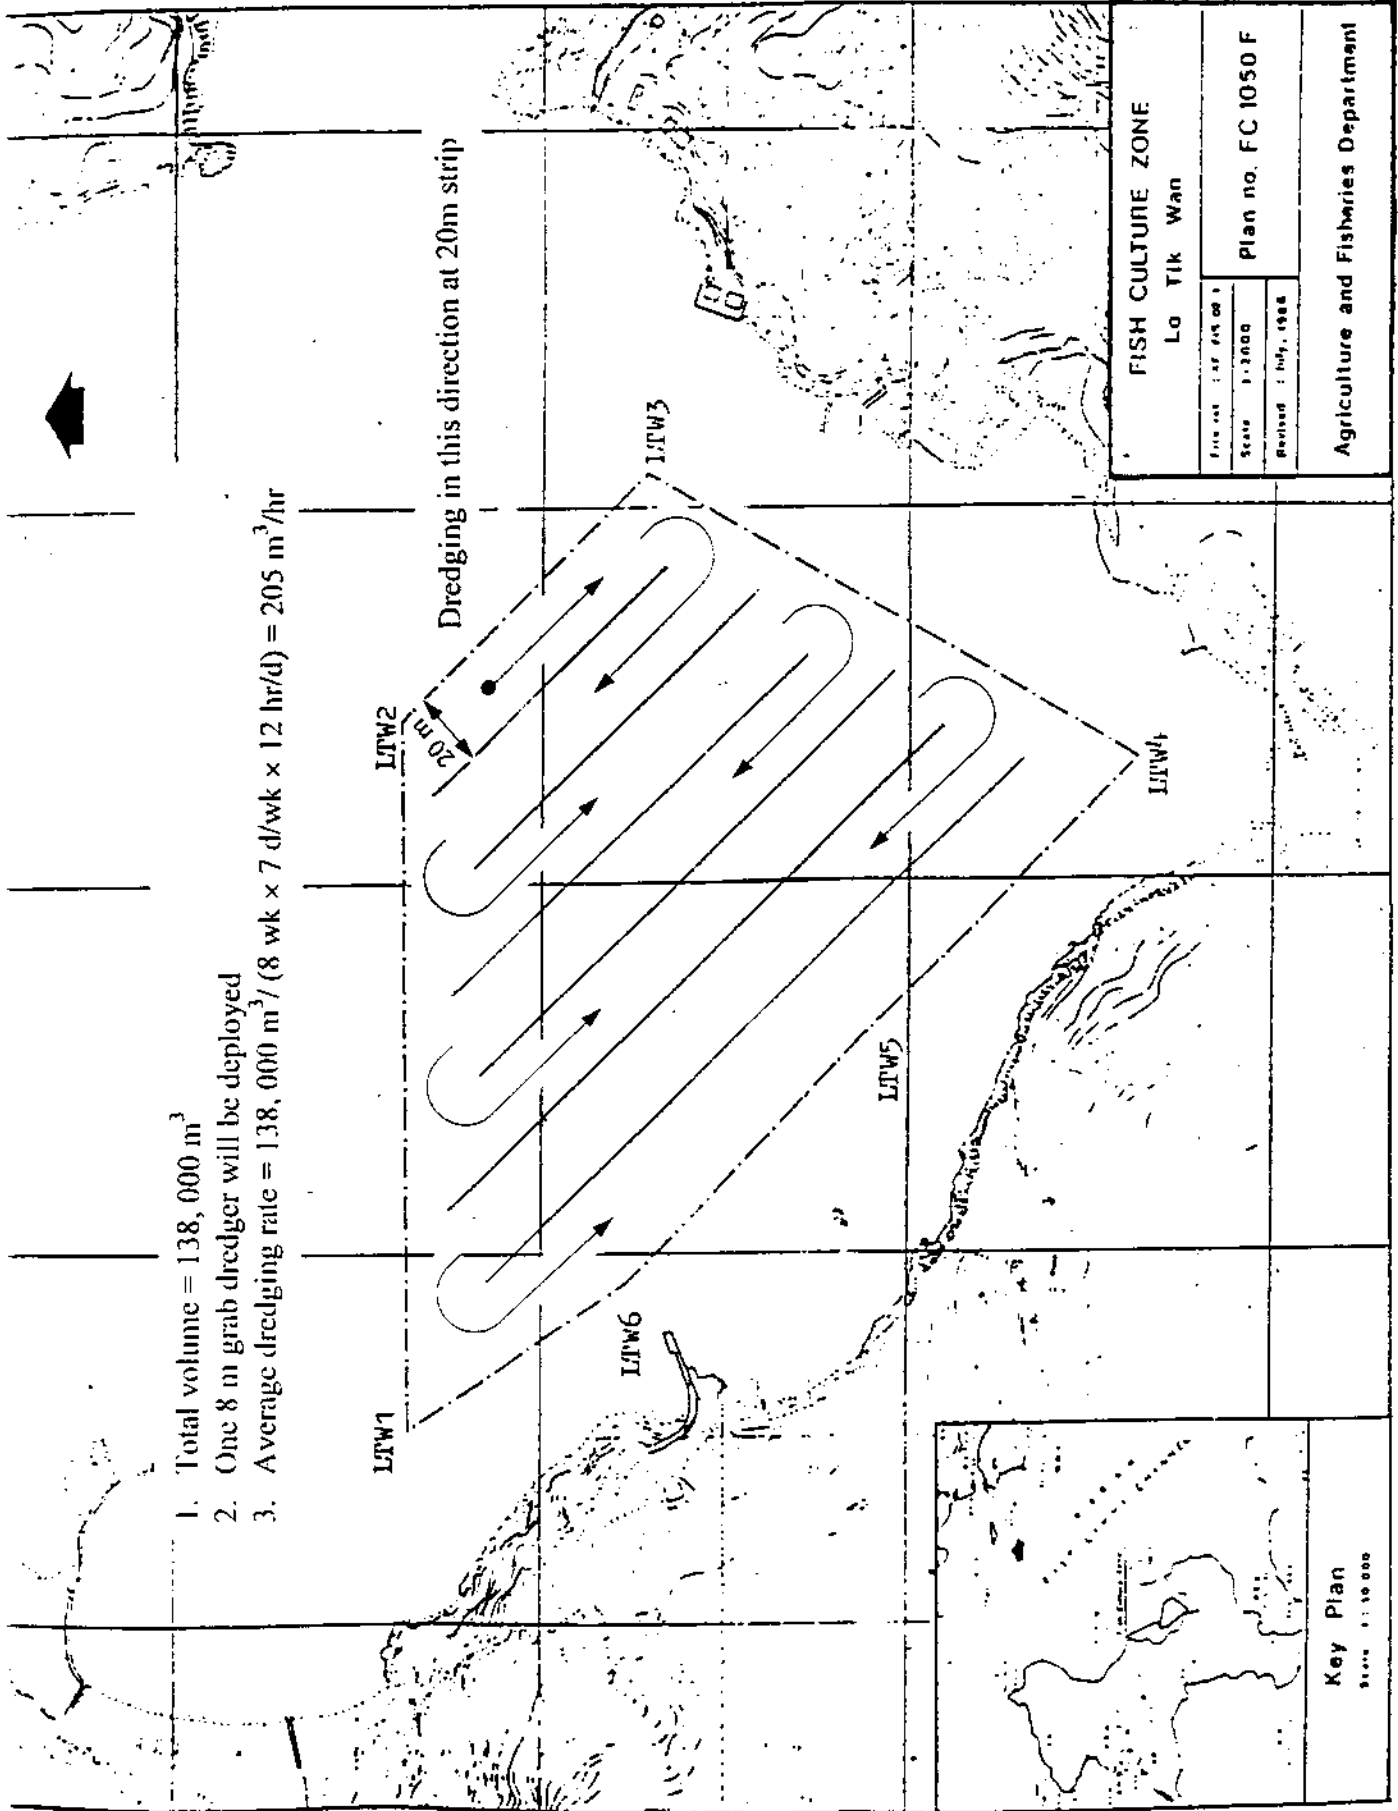 1. Total volume = 138, 000 m³
2. One 8 m grab dredger will be deployed
3. Average dredging rate = 138, 000 m³/ (8 wk × 7 d/wk × 12 hr/d) = 205 m³/hr
Dredging in this direction at 20m strip
LTW1
LTW2
20 m
LTW3
LTW4
LTW5
LTW6
FISH CULTURE ZONE
Lo Tik Wan
Scale
Revised : July,
Plan no. FC 1050 F
Agriculture and Fisheries Department
Key Plan